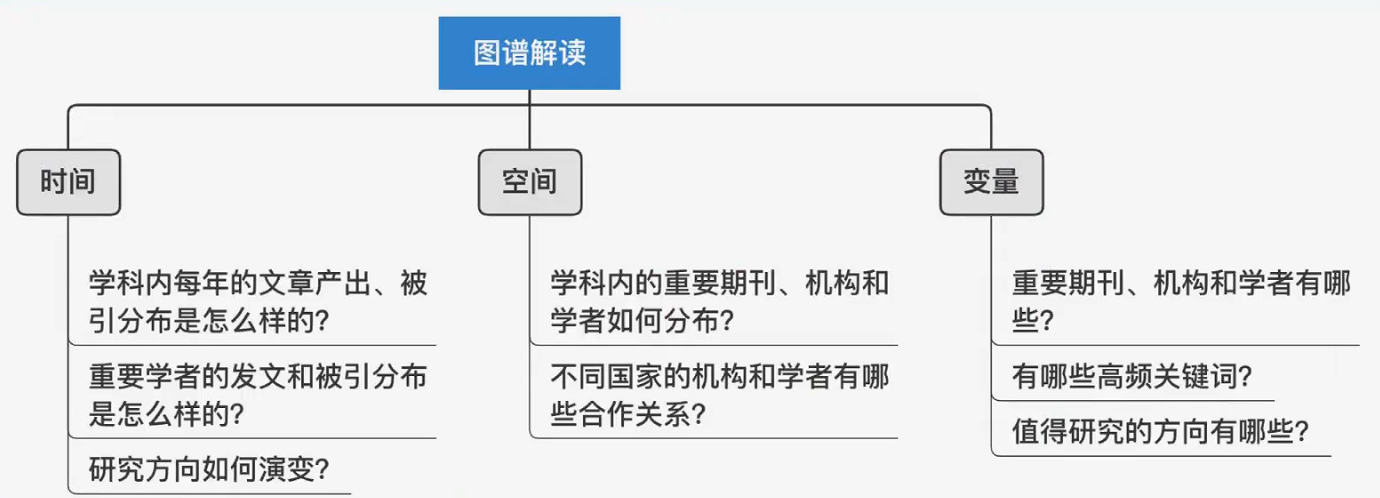 图谱解读
时间
学科内每年的文章产出、被
引分布是怎么样的？
重要学者的发文和被引分布
是怎么样的？
研究方向如何演变？
空间
学科内的重要期刊、机构和
学者如何分布？
不同国家的机构和学者有哪
些合作关系？
变量
重要期刊、机构和学者有哪
些？
有哪些高频关键词？
值得研究的方向有哪些？